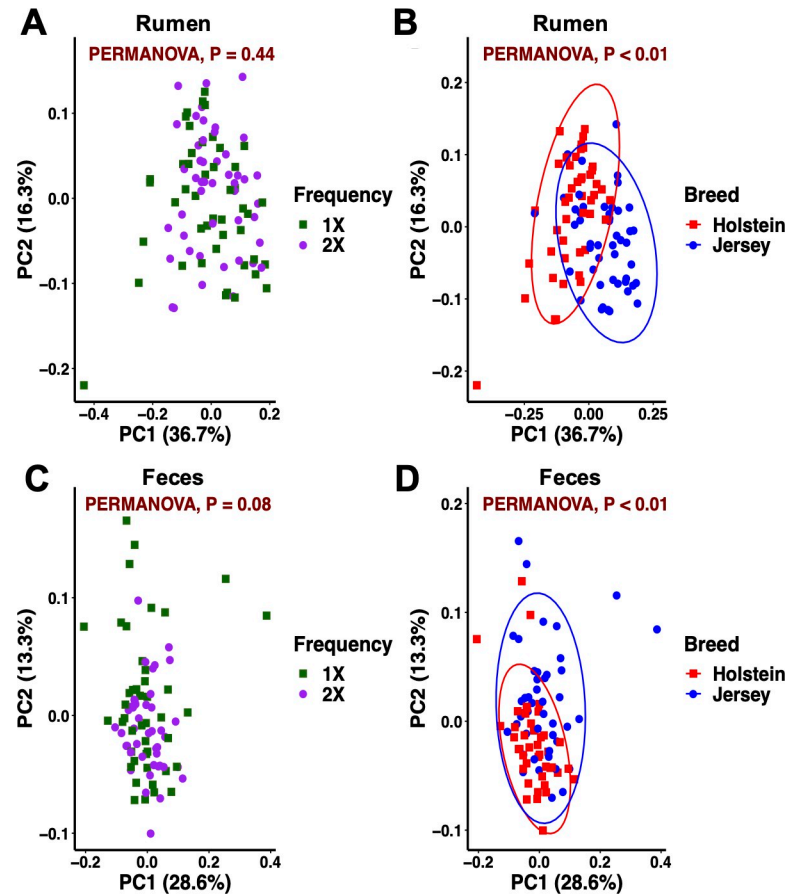 A
Rumen
PERMANOVA, P = 0.44
PC2 (16.3%)
0.1
0.0
−0.1
−0.2
−0.4 −0.2 0.0 0.2
PC1 (36.7%)
Frequency
1X
2X
B
Rumen
PERMANOVA, P < 0.01
PC2 (16.3%)
0.2
0.1
0.0
−0.1
−0.2
−0.25 0.00 0.25
PC1 (36.7%)
Breed
Holstein
Jersey
C
Feces
PERMANOVA, P = 0.08
PC2 (13.3%)
0.1
0.0
−0.1
−0.2 0.0 0.2 0.4
PC1 (28.6%)
Frequency
1X
2X
D
Feces
PERMANOVA, P < 0.01
PC2 (13.3%)
0.2
0.1
0.0
−0.1
−0.2 0.0 0.2 0.4
PC1 (28.6%)
Breed
Holstein
Jersey